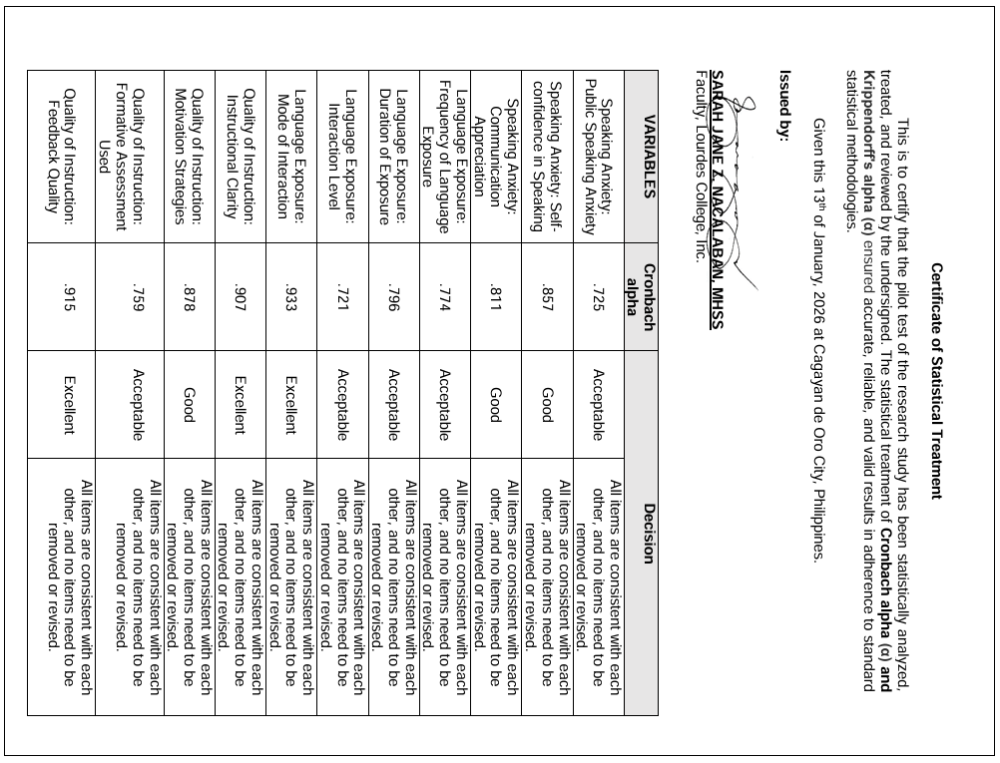 Certificate of Statistical Treatment
This is to certify that the pilot test of the research study has been statistically analyzed,
treated, and reviewed by the undersigned. The statistical treatment of Cronbach alpha (α) and
Krippendorff's alpha (α) ensured accurate, reliable, and valid results in adherence to standard
statistical methodologies.
Given this 13th of January, 2026 at Cagayan de Oro City, Philippines.
Issued by:
SARAH JANE Z. NACALABAN, MHSS
Faculty, Lourdes College, Inc.
VARIABLES
Cronbach
alpha
Decision
Speaking Anxiety:
Public Speaking Anxiety
.725
Acceptable
All items are consistent with each
other, and no items need to be
removed or revised.
Speaking Anxiety: Self-
confidence in Speaking
.857
Good
All items are consistent with each
other, and no items need to be
removed or revised.
Speaking Anxiety:
Communication
Appreciation
.811
Good
All items are consistent with each
other, and no items need to be
removed or revised.
Language Exposure:
Frequency of Language
Exposure
.774
Acceptable
All items are consistent with each
other, and no items need to be
removed or revised.
Language Exposure:
Duration of Exposure
.796
Acceptable
All items are consistent with each
other, and no items need to be
removed or revised.
Language Exposure:
Interaction Level
.721
Acceptable
All items are consistent with each
other, and no items need to be
removed or revised.
Language Exposure:
Mode of Interaction
.933
Excellent
All items are consistent with each
other, and no items need to be
removed or revised.
Quality of Instruction:
Instructional Clarity
.907
Excellent
All items are consistent with each
other, and no items need to be
removed or revised.
Quality of Instruction:
Motivation Strategies
.878
Good
All items are consistent with each
other, and no items need to be
removed or revised.
Quality of Instruction:
Formative Assessment
Used
.759
Acceptable
All items are consistent with each
other, and no items need to be
removed or revised.
Quality of Instruction:
Feedback Quality
.915
Excellent
All items are consistent with each
other, and no items need to be
removed or revised.